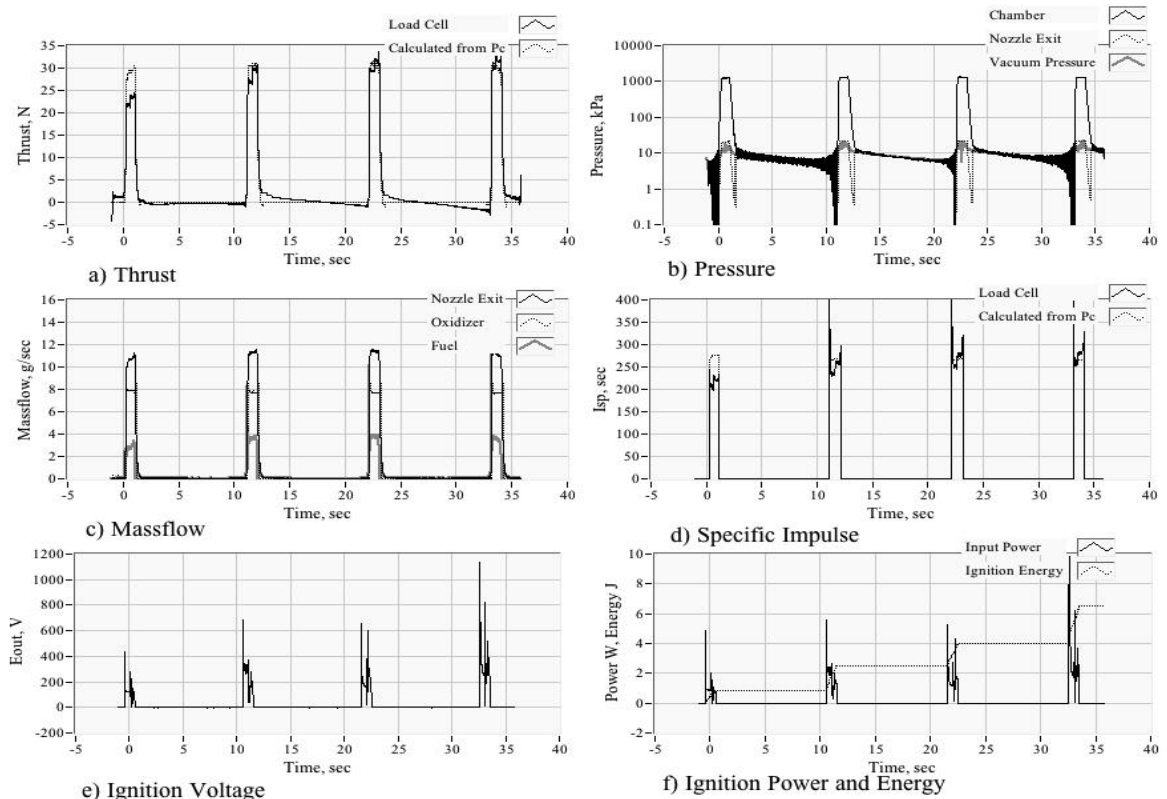 Load Cell
Calculated from Pc
Thrust, N
35
30
25
20
15
10
5
0
-5
-5 0 5 10 15 20 25 30 35 40
Time, sec
a) Thrust
Chamber
Nozzle Exit
Vacuum Pressure
Pressure, kPa
10000
1000
100
10
1
0.1
-5 0 5 10 15 20 25 30 35 40
Time, sec
b) Pressure
Nozzle Exit
Oxidizer
Fuel
Massflow, g/sec
16
14
12
10
8
6
4
2
0
-5 0 5 10 15 20 25 30 35 40
Time, sec
c) Massflow
Load Cell
Calculated from Pc
Isp, sec
400
350
300
250
200
150
100
50
0
-5 0 5 10 15 20 25 30 35 40
Time, sec
d) Specific Impulse
Eout, V
1200
1000
800
600
400
200
0
-200
-5 0 5 10 15 20 25 30 35 40
Time, sec
e) Ignition Voltage
Input Power
Ignition Energy
Power W, Energy J
10
8
6
4
2
0
-2
-5 0 5 10 15 20 25 30 35 40
Time, sec
f) Ignition Power and Energy